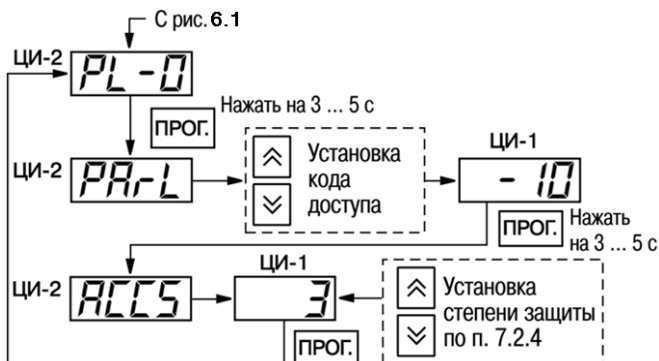 С рис. 6.1
ЦИ-2
PL-0
Нажать на 3 ... 5 с
ПРОГ.
ЦИ-2
PArL
Установка
кода
доступа
ЦИ-1
- 10
ПРОГ.
Нажать
на 3 ... 5 с
ЦИ-2
ACCS
ЦИ-1
3
Установка
степени защиты
по п. 7.2.4
ПРОГ.